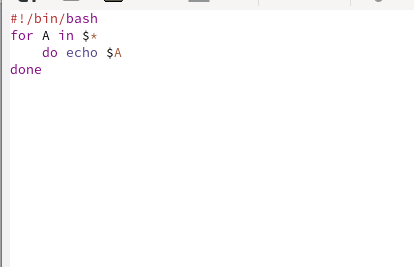 #!/bin/bash
for A in $*
    do echo $A
done